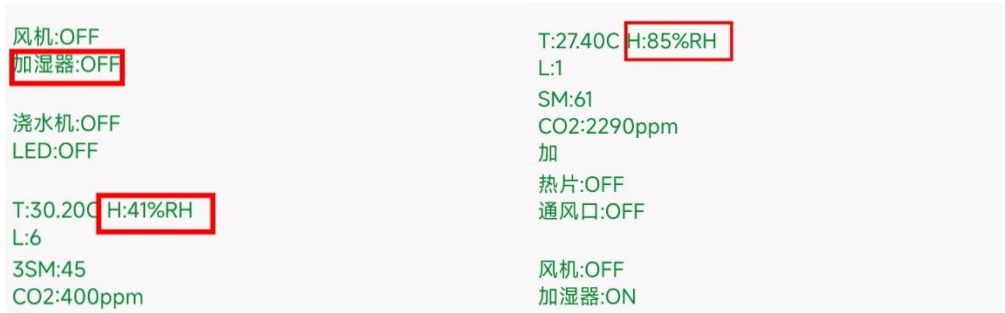 风机:OFF
加湿器:OFF
浇水机:OFF
LED:OFF
T:30.20C H:41%RH
L:6
3SM:45
CO2:400ppm
T:27.40C H:85%RH
L:1
SM:61
CO2:2290ppm
加
热片:OFF
通风口:OFF
风机:OFF
加湿器:ON